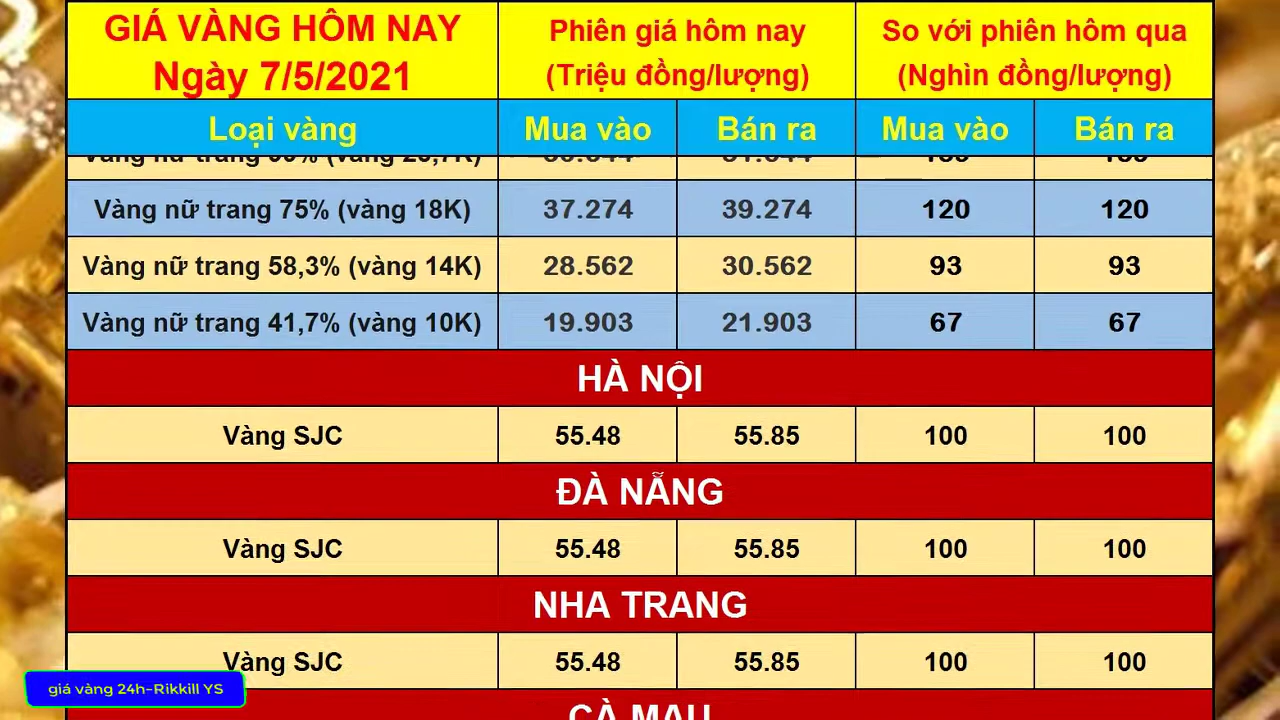 GIÁ VÀNG HÔM NAY
Ngày 7/5/2021
Phiên giá hôm nay
(Triệu đồng/lượng)
So với phiên hôm qua
(Nghìn đồng/lượng)
Loại vàng Mua vào Bán ra Mua vào Bán ra
Vàng nữ trang 75% (vàng 18K) 37.274 39.274 120 120
Vàng nữ trang 58,3% (vàng 14K) 28.562 30.562 93 93
Vàng nữ trang 41,7% (vàng 10K) 19.903 21.903 67 67
HÀ NỘI
Vàng SJC 55.48 55.85 100 100
ĐÀ NẴNG
Vàng SJC 55.48 55.85 100 100
NHA TRANG
Vàng SJC 55.48 55.85 100 100
giá vàng 24h-Rikkill YS
CÀ MAU